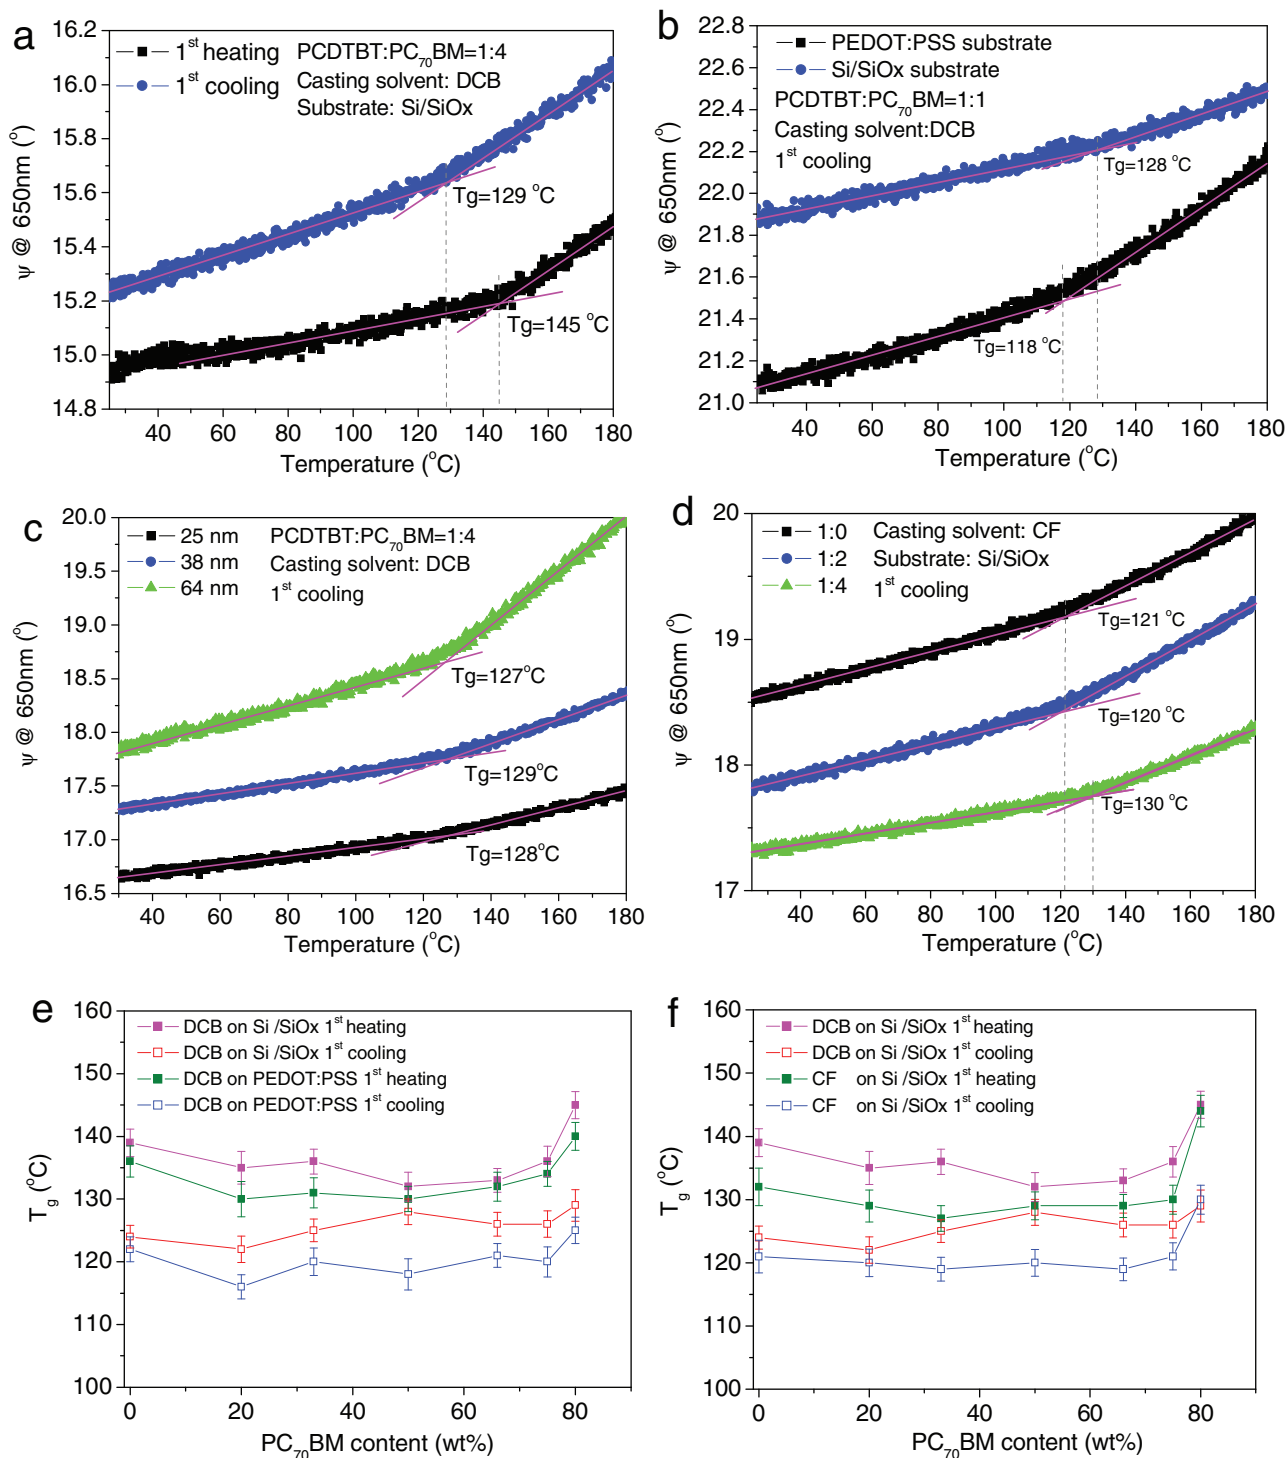 a
1st heating
1st cooling
PCDTBT:PC70BM=1:4
Casting solvent: DCB
Substrate: Si/SiOx
Tg=129 °C
Tg=145 °C
16.2
16.0
15.8
15.6
15.4
15.2
15.0
14.8
ψ @ 650nm (°)
40 60 80 100 120 140 160 180
Temperature (°C)
b
PEDOT:PSS substrate
Si/SiOx substrate
PCDTBT:PC70BM=1:1
Casting solvent:DCB
1st cooling
Tg=128 °C
Tg=118 °C
22.8
22.6
22.4
22.2
22.0
21.8
21.6
21.4
21.1
21.0
ψ @ 650nm (°)
40 60 80 100 120 140 160 180
Temperature (°C)
c
25 nm
38 nm
64 nm
PCDTBT:PC70BM=1:4
Casting solvent: DCB
1st cooling
Tg=127°C
Tg=129°C
Tg=128°C
20.0
19.5
19.0
18.5
18.0
17.5
17.0
16.5
ψ @ 650nm (°)
40 60 80 100 120 140 160 180
Temperature (°C)
d
1:0
1:2
1:4
Casting solvent: CF
Substrate: Si/SiOx
1st cooling
Tg=121 °C
Tg=120 °C
Tg=130 °C
20
19
18
17
ψ @ 650nm (°)
40 60 80 100 120 140 160 180
Temperature (°C)
e
DCB on Si /SiOx 1st heating
DCB on Si /SiOx 1st cooling
DCB on PEDOT:PSS 1st heating
DCB on PEDOT:PSS 1st cooling
160
150
140
130
120
110
100
Tg (°C)
0 20 40 60 80
PC70BM content (wt%)
f
DCB on Si /SiOx 1st heating
DCB on Si /SiOx 1st cooling
CF on Si /SiOx 1st heating
CF on Si /SiOx 1st cooling
160
150
140
130
120
110
100
Tg (°C)
0 20 40 60 80
PC70BM content (wt%)